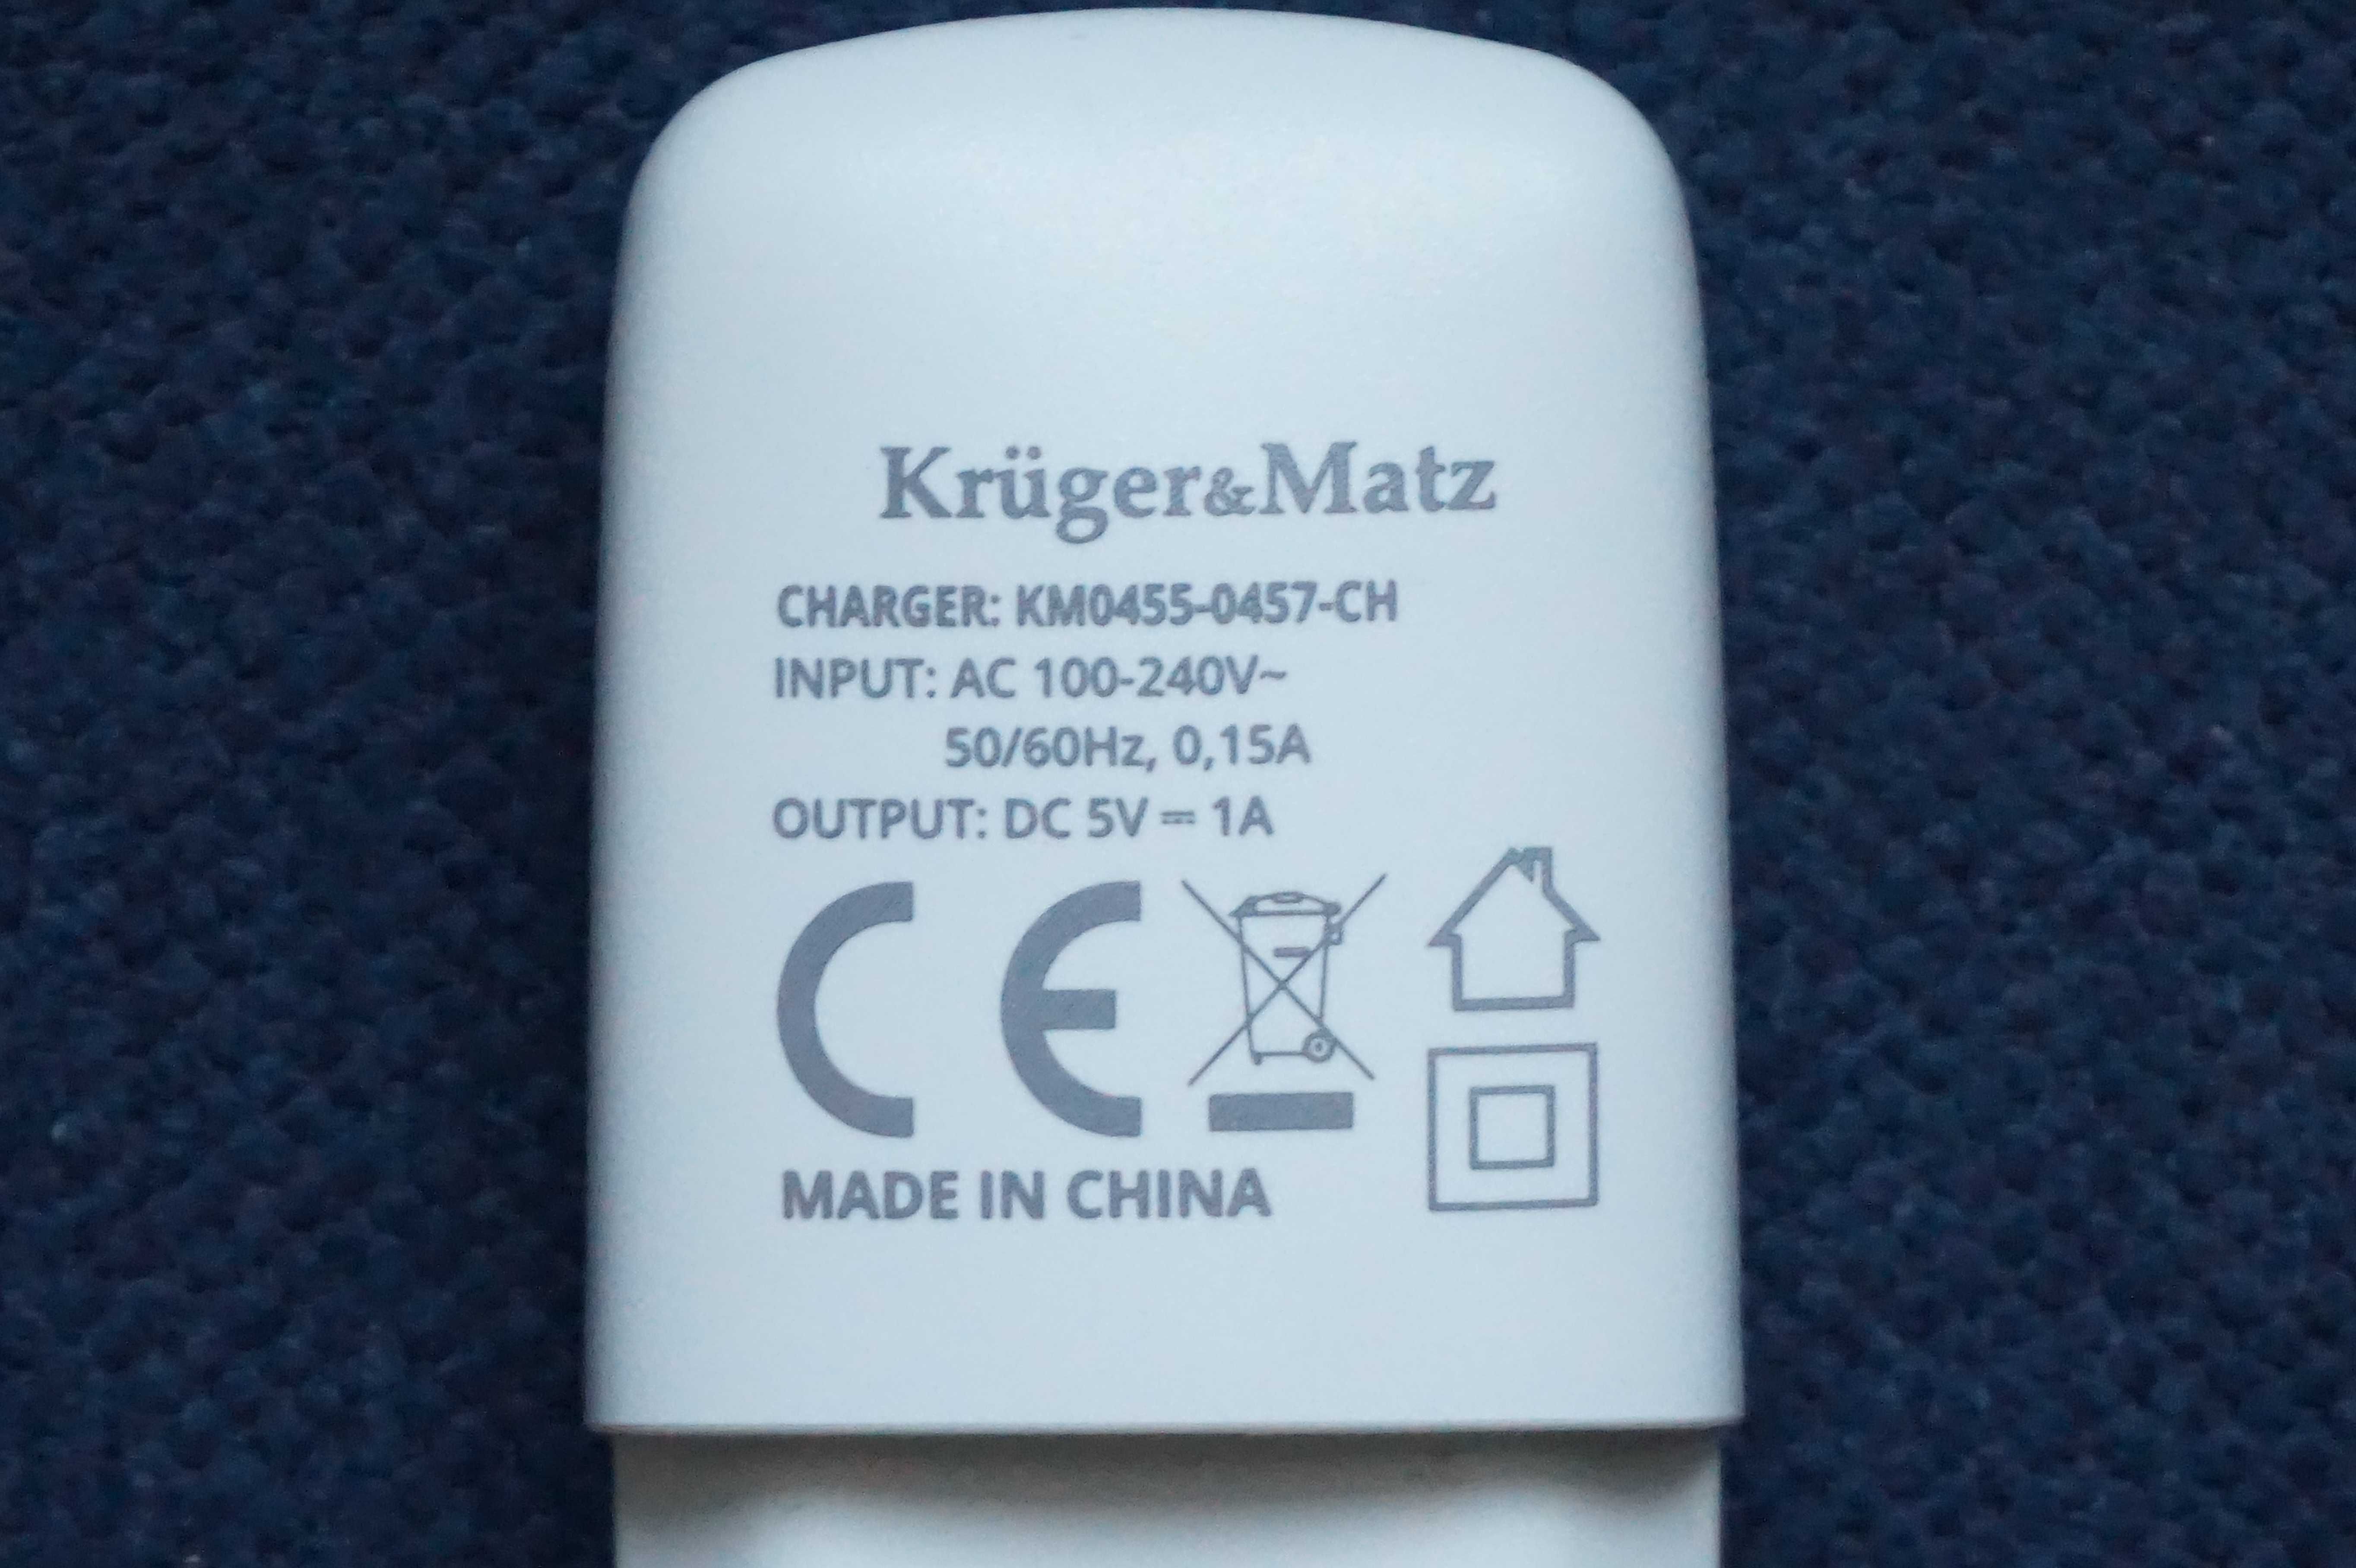 Krüger&Matz
CHARGER: KM0455-0457-CH
INPUT: AC 100-240V~
50/60Hz, 0,15A
OUTPUT: DC 5V ⎓ 1A
CE
MADE IN CHINA